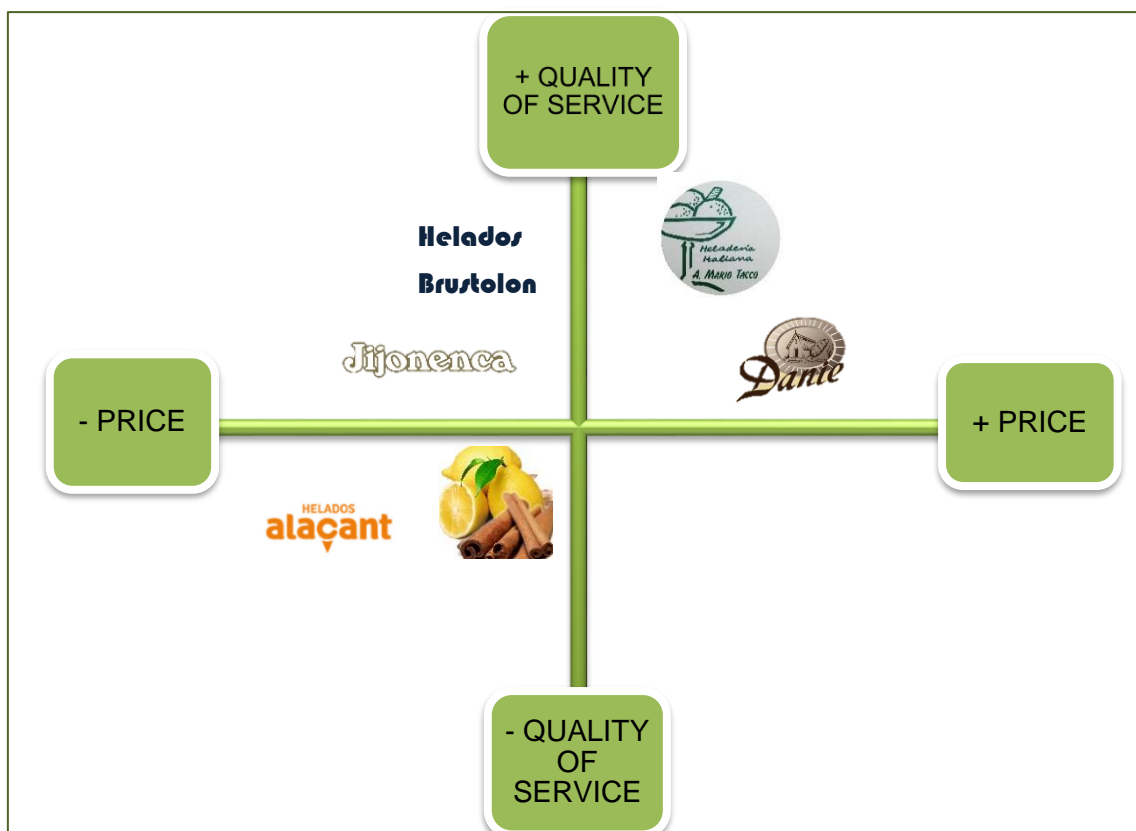 + QUALITY
OF SERVICE
Helados
Brustolon
Heladería
Italiana
A. MARIO TACCO
Jijonenca
Dante
- PRICE
+ PRICE
HELADOS
alaçant
- QUALITY
OF
SERVICE